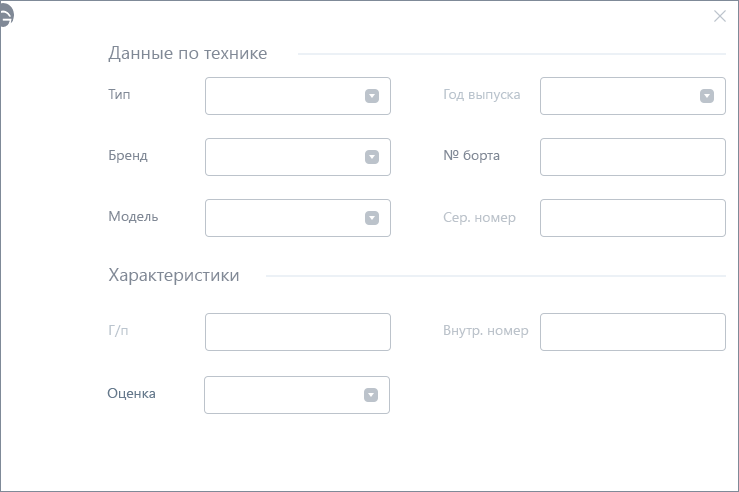 Данные по технике
Тип
Год выпуска
Бренд
№ борта
Модель
Сер. номер
Характеристики
Г/п
Внутр. номер
Оценка